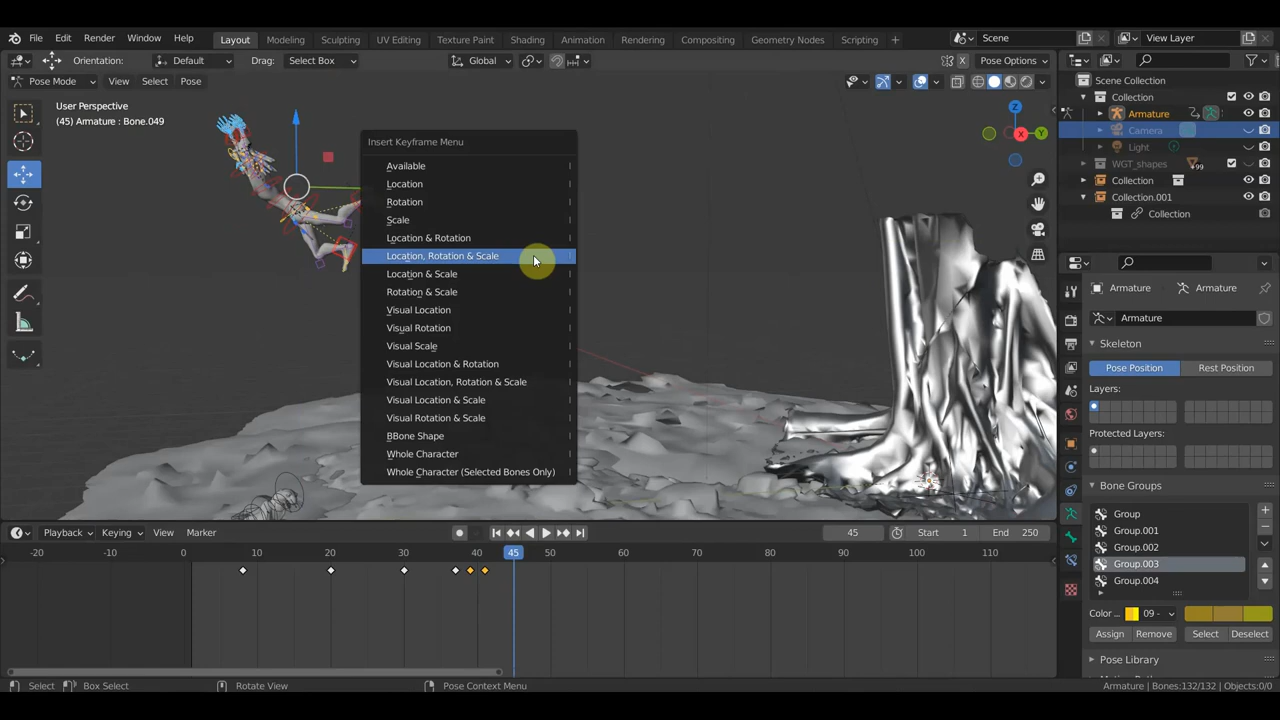 File Edit Render Window Help Layout Modeling Sculpting UV Editing Texture Paint Shading Animation Rendering Compositing Geometry Nodes Scripting + Scene View Layer
Orientation: Default Drag: Select Box Global Pose Options
Pose Mode View Select Pose
User Perspective
(45) Armature : Bone.049
Insert Keyframe Menu
Available I
Location I
Rotation I
Scale I
Location & Rotation I
Location, Rotation & Scale I
Location & Scale I
Rotation & Scale I
Visual Location I
Visual Rotation I
Visual Scale I
Visual Location & Rotation I
Visual Location, Rotation & Scale I
Visual Location & Scale I
Visual Rotation & Scale I
BBone Shape I
Whole Character I
Whole Character (Selected Bones Only) I
Z
X
Y
Scene Collection
Collection
Armature
Camera
Light
WGT_shapes 99
Collection
Collection.001
Collection
Armature Armature
Armature
Skeleton
Pose Position Rest Position
Layers:
Protected Layers:
Bone Groups
Group
Group.001
Group.002
Group.003
Group.004
Color ... 09 -
Assign Remove Select Deselect
Pose Library
Playback Keying View Marker 45 Start 1 End 250
-20 -10 0 10 20 30 40 45 50 60 70 80 90 100 110
Select Box Select Rotate View Pose Context Menu Armature | Bones:132/132 | Objects:0/0